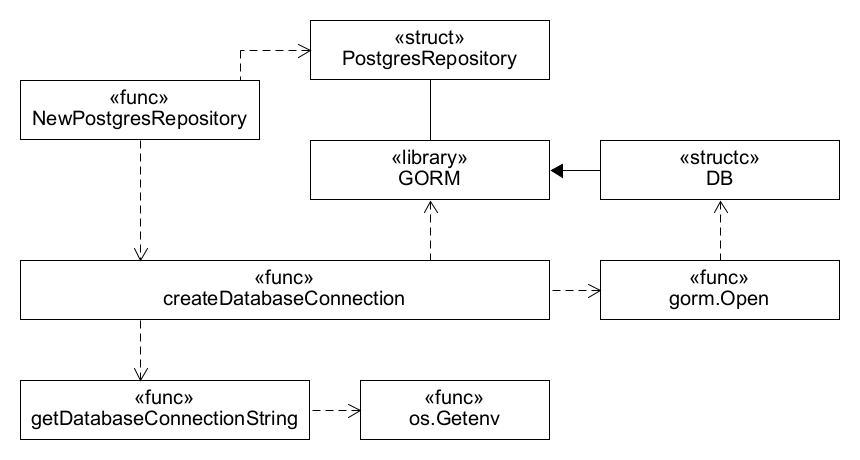 «struct»
PostgresRepository
«func»
NewPostgresRepository
«library»
GORM
«structc»
DB
«func»
createDatabaseConnection
«func»
gorm.Open
«func»
getDatabaseConnectionString
«func»
os.Getenv